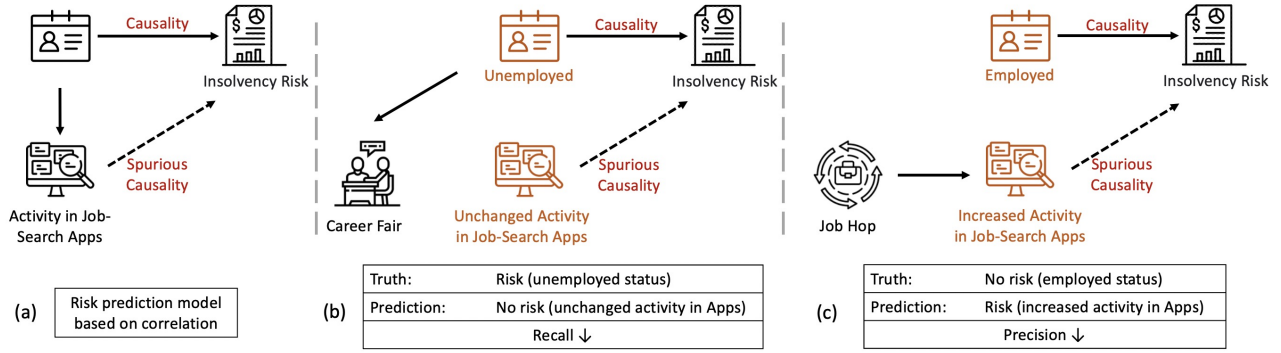 Causality
Insolvency Risk
Spurious
Causality
Activity in Job-
Search Apps
(a)
Risk prediction model
based on correlation
Unemployed
Causality
Insolvency Risk
Career Fair
Spurious
Causality
Unchanged Activity
in Job-Search Apps
(b)
Truth: Risk (unemployed status)
Prediction: No risk (unchanged activity in Apps)
Recall ↓
Employed
Causality
Insolvency Risk
Job Hop
Spurious
Causality
Increased Activity
in Job-Search Apps
(c)
Truth: No risk (employed status)
Prediction: Risk (increased activity in Apps)
Precision ↓